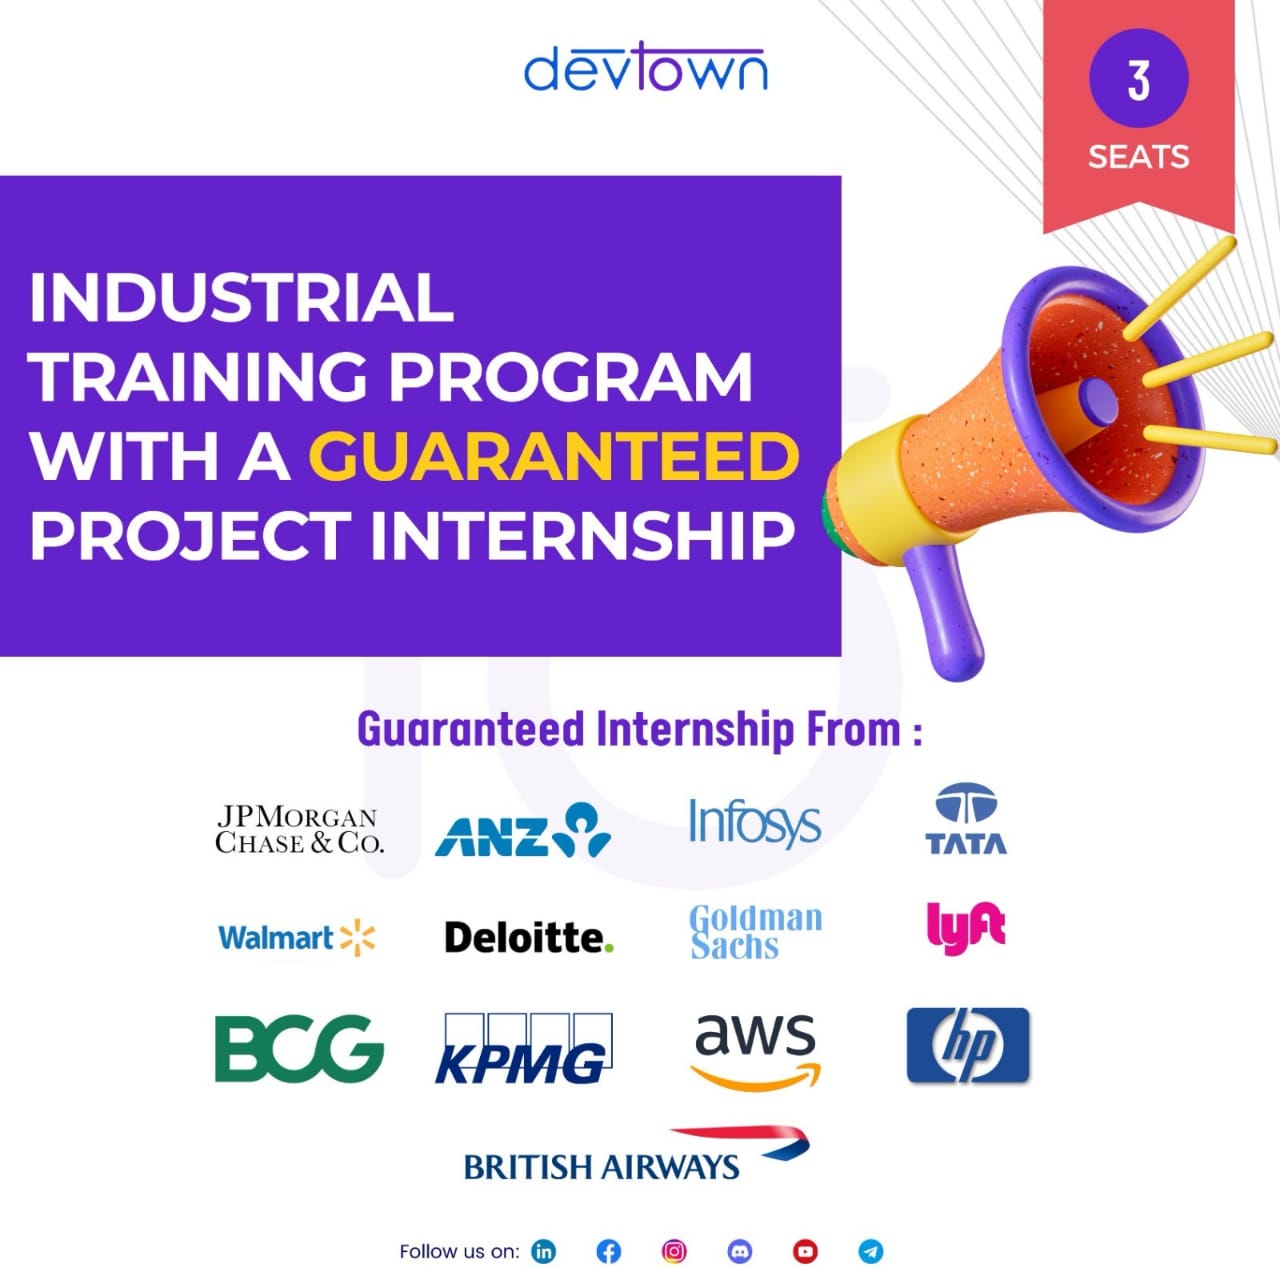 devtown
3
SEATS
INDUSTRIAL
TRAINING PROGRAM
WITH A GUARANTEED
PROJECT INTERNSHIP
Guaranteed Internship From :
JPMORGAN
CHASE & CO.
ANZ
Infosys
TATA
Walmart
Deloitte.
Goldman
Sachs
lyft
BCG
KPMG
aws
hp
BRITISH AIRWAYS
Follow us on: in